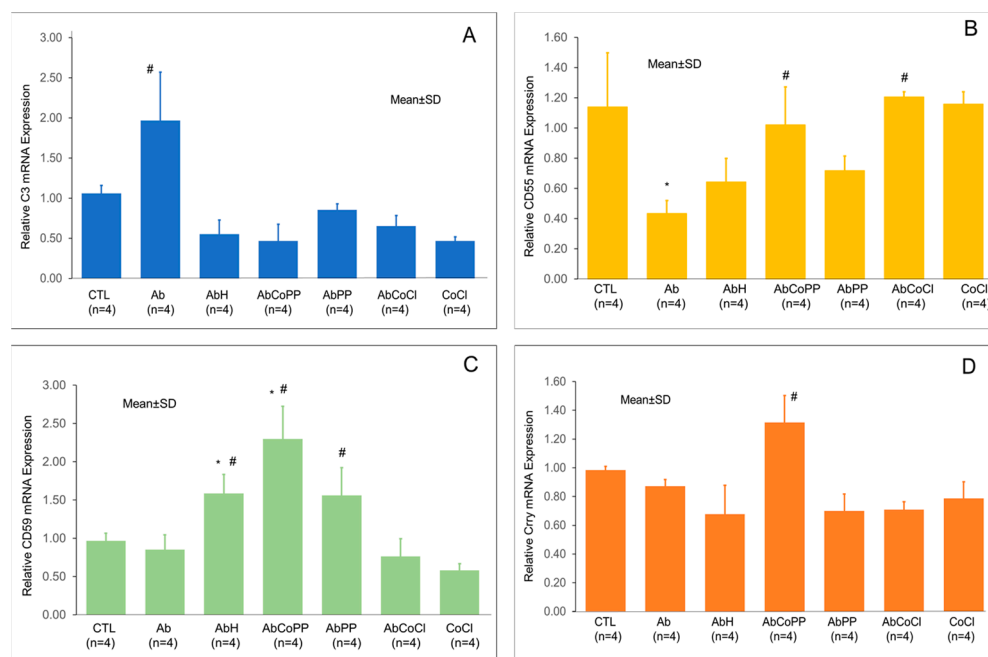 A
Relative C3 mRNA Expression
3.00
2.50
2.00
1.50
1.00
0.50
0.00
#
Mean±SD
CTL Ab AbH AbCoPP AbPP AbCoCl CoCl
(n=4) (n=4) (n=4) (n=4) (n=4) (n=4) (n=4)
B
Relative CD55 mRNA Expression
1.60
1.40
1.20
1.00
0.80
0.60
0.40
0.20
0.00
Mean±SD
# #
*
CTL Ab AbH AbCoPP AbPP AbCoCl CoCl
(n=4) (n=4) (n=4) (n=4) (n=4) (n=4) (n=4)
C
Relative CD59 mRNA Expression
3.00
2.50
2.00
1.50
1.00
0.50
0.00
Mean±SD
* #
* # #
CTL Ab AbH AbCoPP AbPP AbCoCl CoCl
(n=4) (n=4) (n=4) (n=4) (n=4) (n=4) (n=4)
D
Relative Crry mRNA Expression
1.60
1.40
1.20
1.00
0.80
0.60
0.40
0.20
0.00
Mean±SD
#
CTL Ab AbH AbCoPP AbPP AbCoCl CoCl
(n=4) (n=4) (n=4) (n=4) (n=4) (n=4) (n=4)